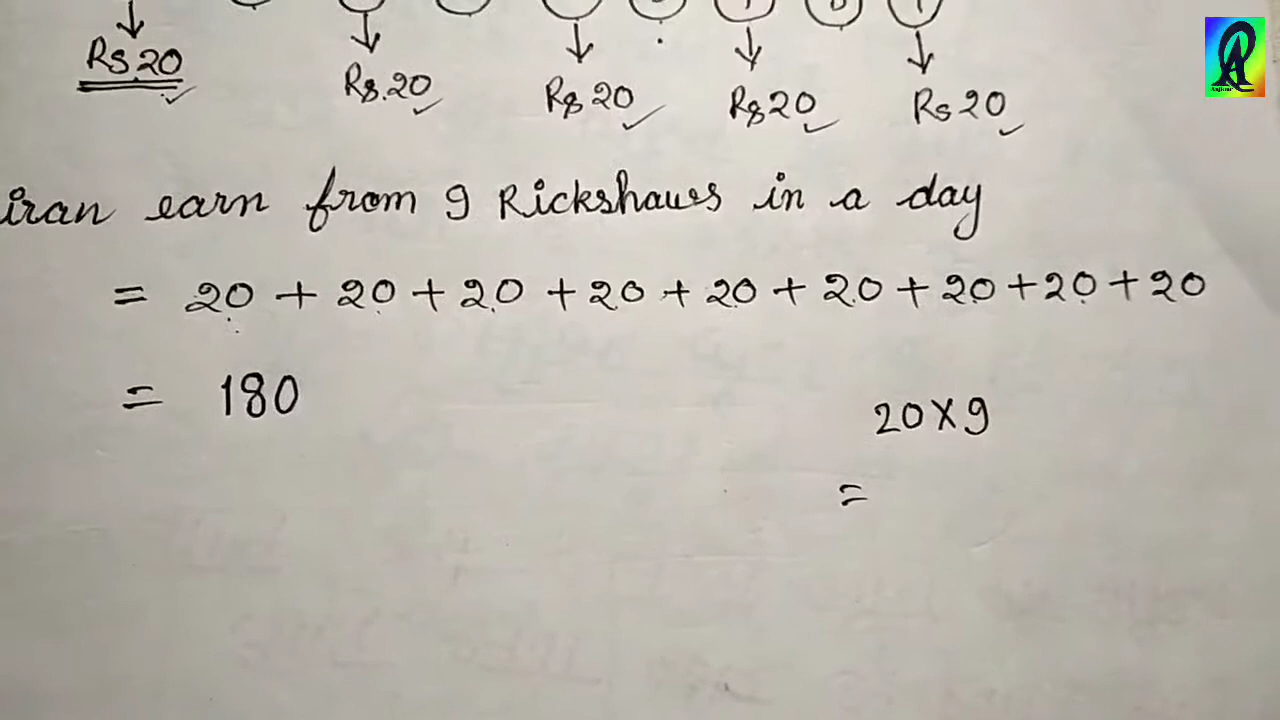 Rs.20 Rs.20 Rs 20 Rs 20 Rs 20
iran earn from 9 Rickshaws in a day
= 20 + 20 + 20 + 20 + 20 + 20 + 20 + 20 + 20
= 180
20 X 9
=